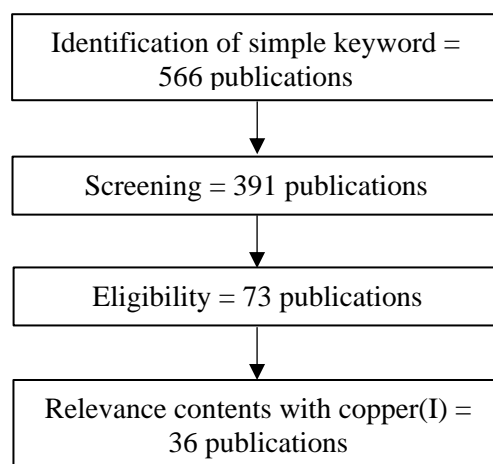 Identification of simple keyword =
566 publications
Screening = 391 publications
Eligibility = 73 publications
Relevance contents with copper(I) =
36 publications